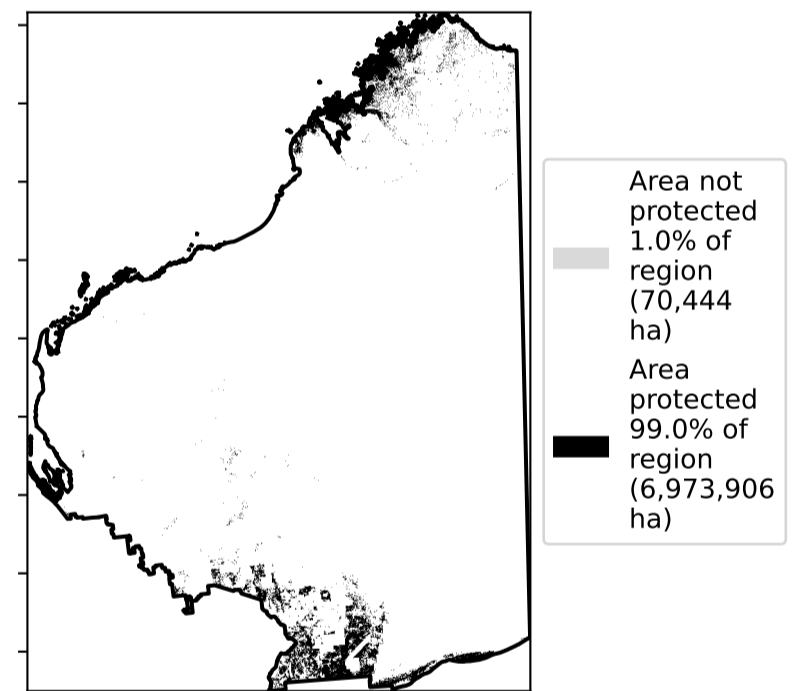 Area not
protected
1.0% of
region
(70,444
ha)
Area
protected
99.0% of
region
(6,973,906
ha)